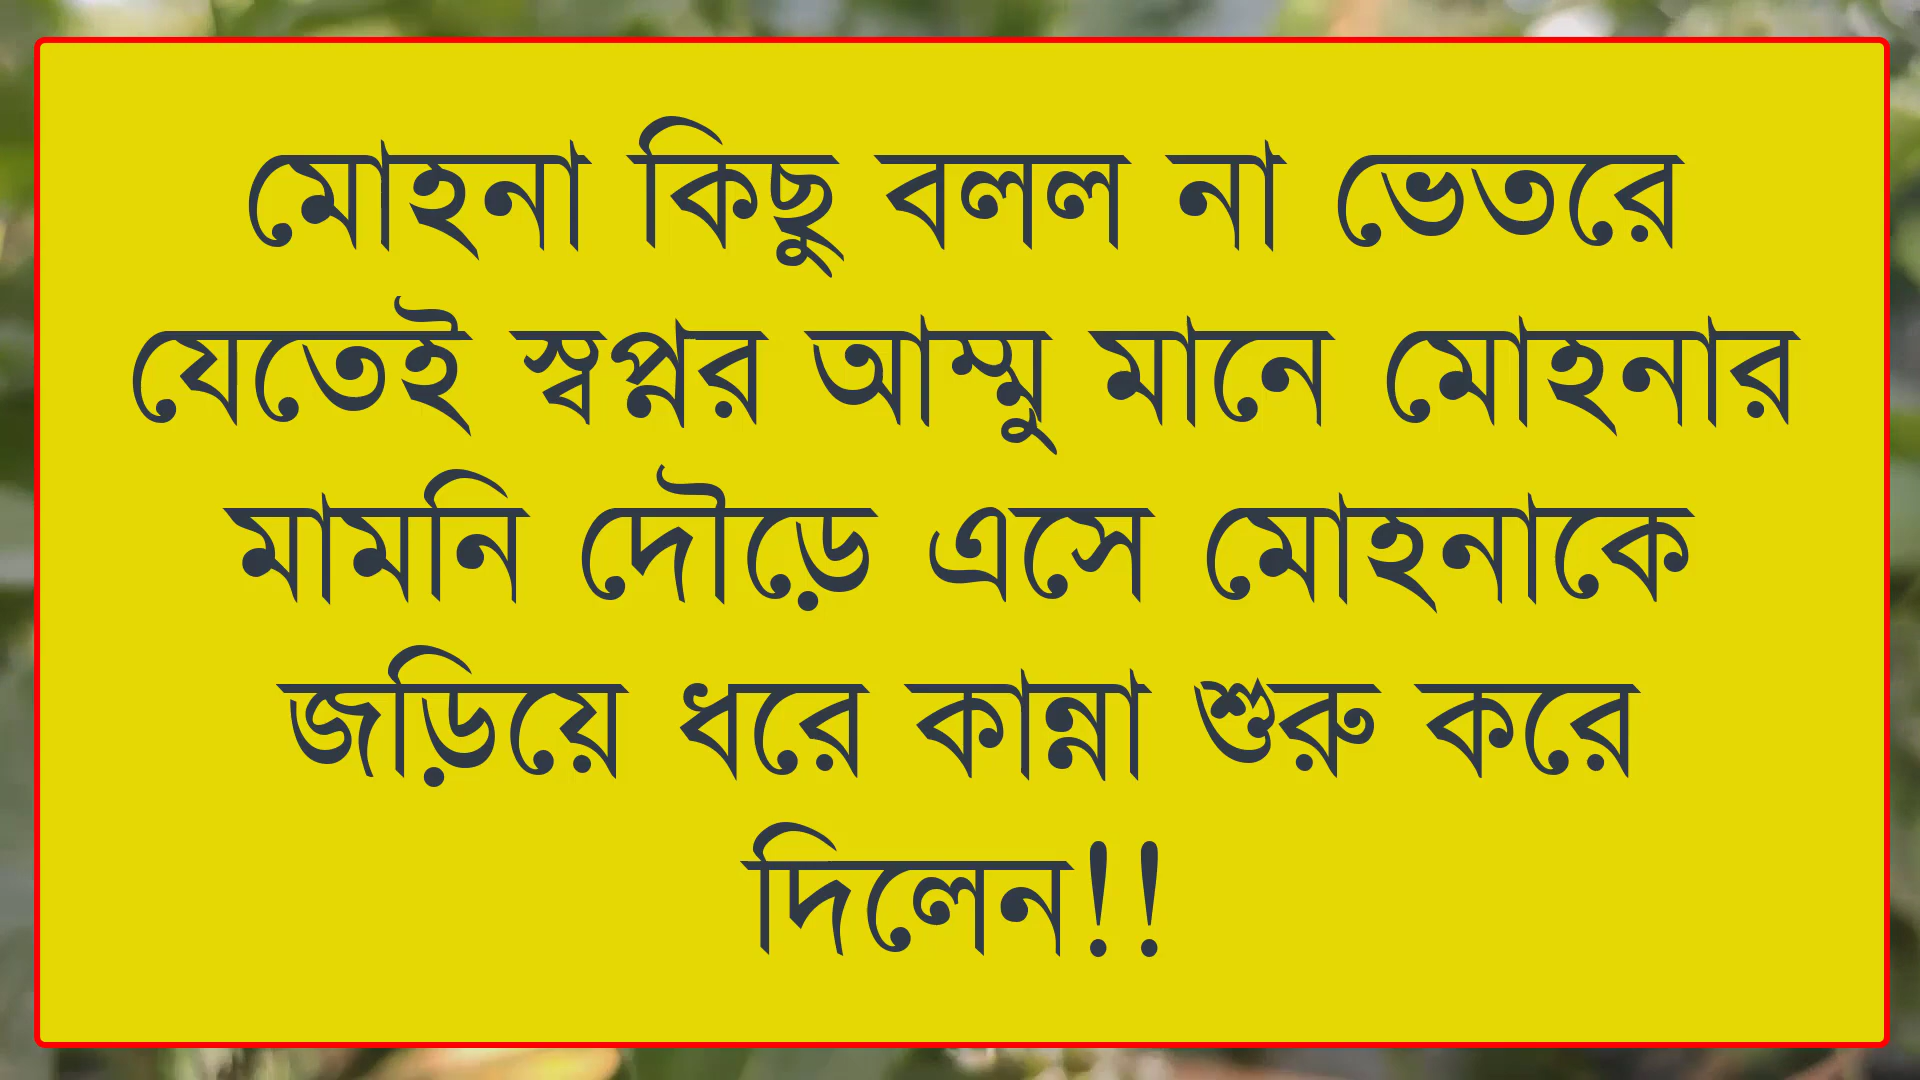 মোহনা কিছু বলল না ভেতরে
যেতেই স্বপ্নর আম্মু মানে মোহনার
মামনি দৌড়ে এসে মোহনাকে
জড়িয়ে ধরে কান্না শুরু করে
দিলেন!!